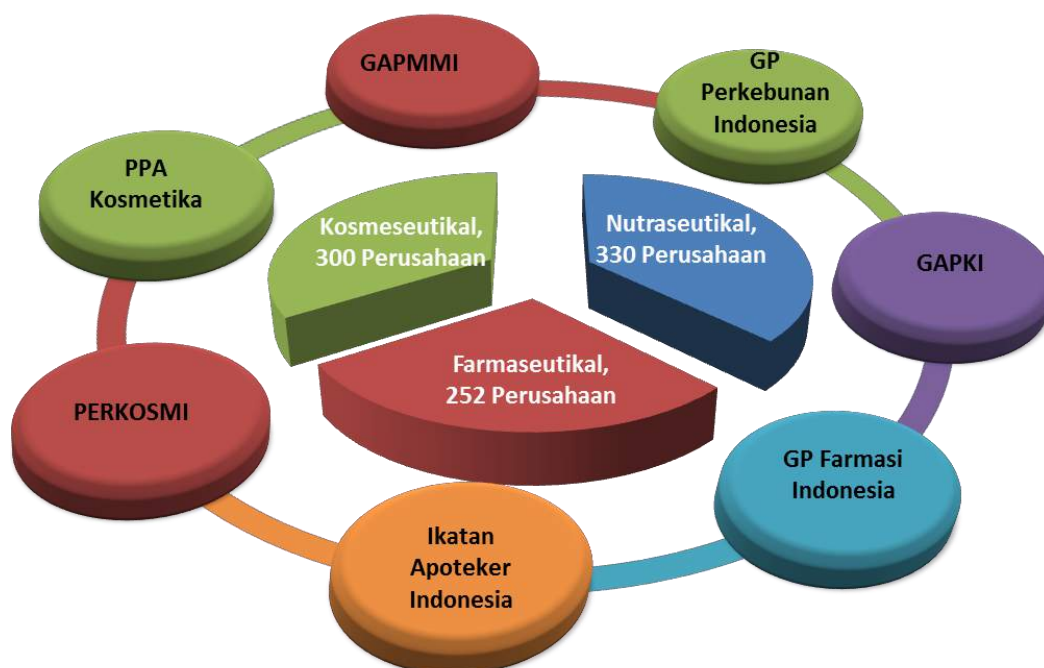 GAPMMI
GP
Perkebunan
Indonesia
PPA
Kosmetika
Kosmeseutikal,
300 Perusahaan
Nutraseutikal,
330 Perusahaan
GAPKI
Farmaseutikal,
252 Perusahaan
PERKOSMI
GP Farmasi
Indonesia
Ikatan
Apoteker
Indonesia